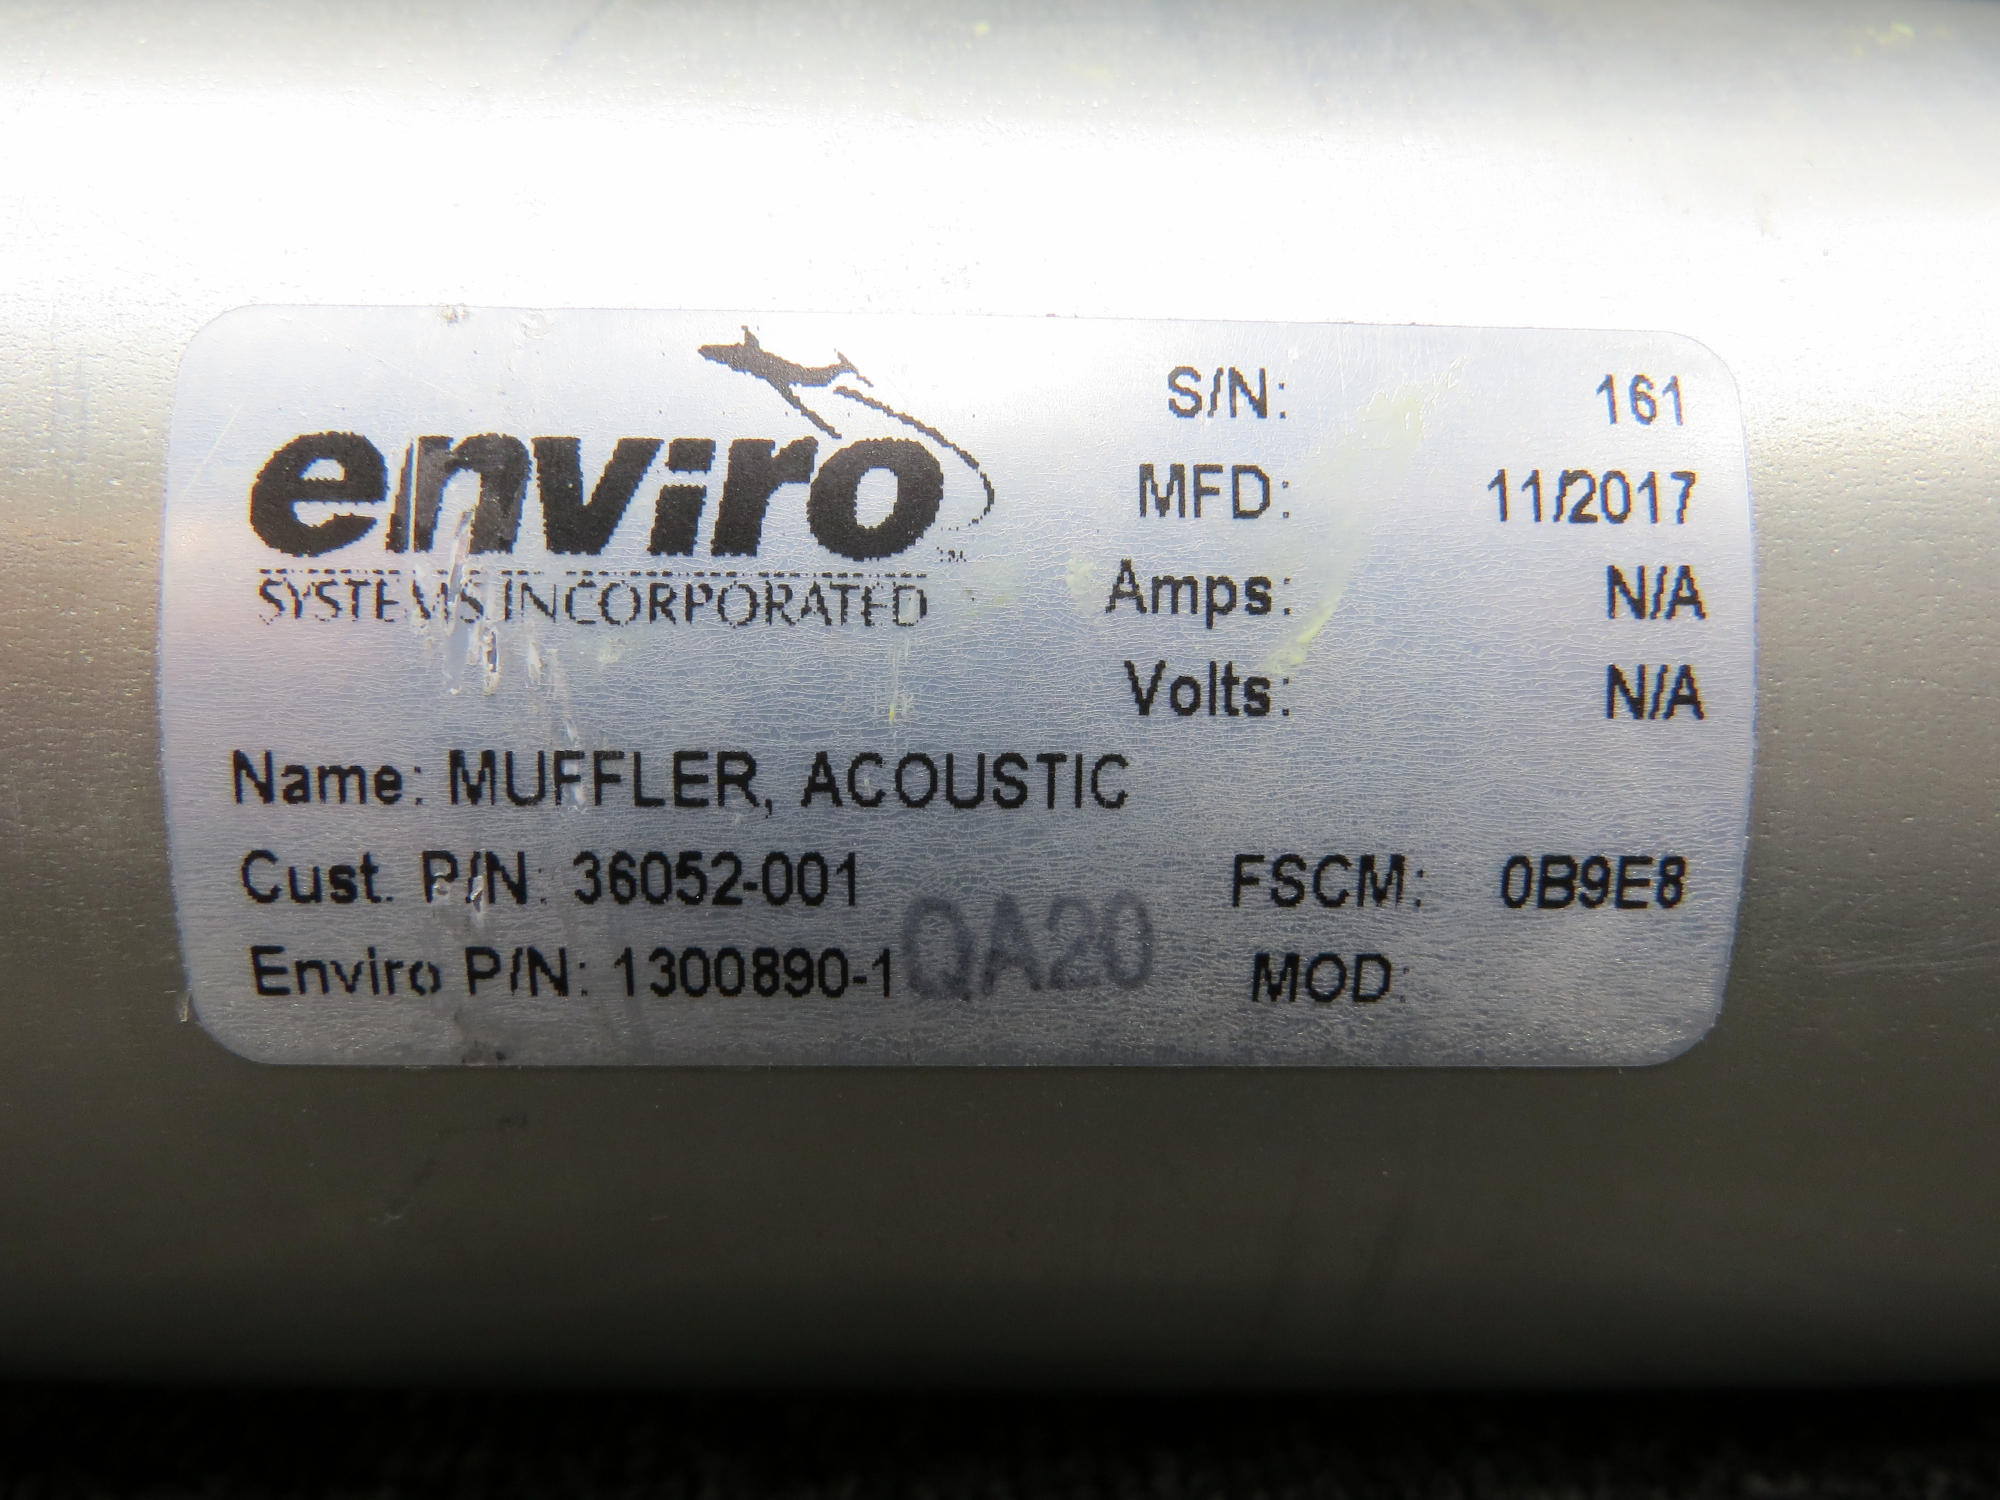 enviro
SYSTEMS INCORPORATED
S/N: 161
MFD: 11/2017
Amps: N/A
Volts: N/A
Name: MUFFLER, ACOUSTIC
Cust. P/N: 36052-001
FSCM: 0B9E8
Enviro P/N: 1300890-1
QA20
MOD: